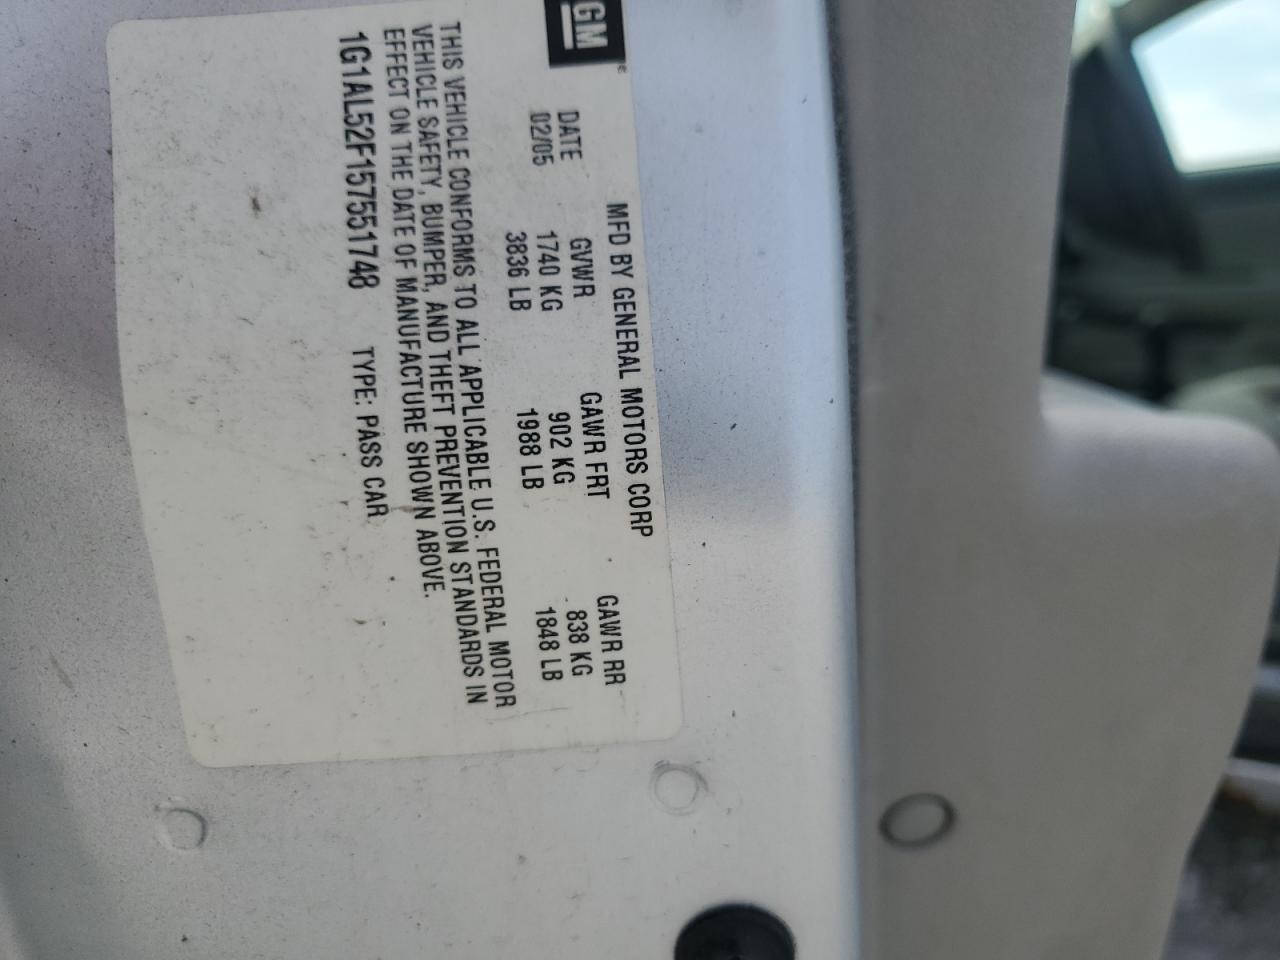 GM
MFD BY GENERAL MOTORS CORP
DATE GVWR GAWR FRT GAWR RR
02/05 1740 KG 902 KG 838 KG
3836 LB 1988 LB 1848 LB
THIS VEHICLE CONFORMS TO ALL APPLICABLE U.S. FEDERAL MOTOR
VEHICLE SAFETY, BUMPER, AND THEFT PREVENTION STANDARDS IN
EFFECT ON THE DATE OF MANUFACTURE SHOWN ABOVE.
1G1AL52F157551748 TYPE: PASS CAR